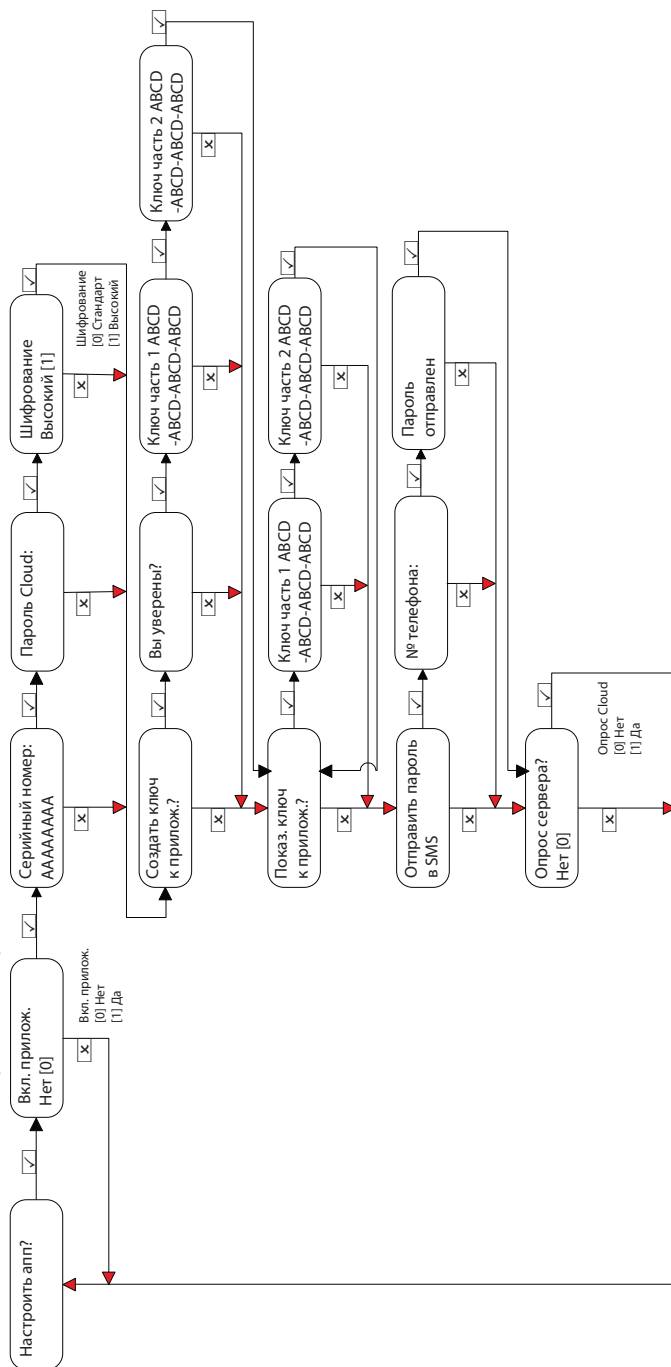 Настроить апп?
Вкл. прилож.
Нет [0]
Вкл. прилож.
[0] Нет
[1] Да
Серийный номер:
AAAAAAAA
Пароль Cloud:
Шифрование
Высокий [1]
Шифрование
[0] Стандарт
[1] Высокий
Создать ключ
к прилож.?
Вы уверены?
Ключ часть 1 ABCD
-ABCD-ABCD-ABCD
Ключ часть 2 ABCD
-ABCD-ABCD-ABCD
Показ. ключ
к прилож.?
Ключ часть 1 ABCD
-ABCD-ABCD-ABCD
Ключ часть 2 ABCD
-ABCD-ABCD-ABCD
Отправить пароль
в SMS
№ телефона:
Пароль
отправлен
Опрос сервера?
Нет [0]
Опрос Cloud
[0] Нет
[1] Да